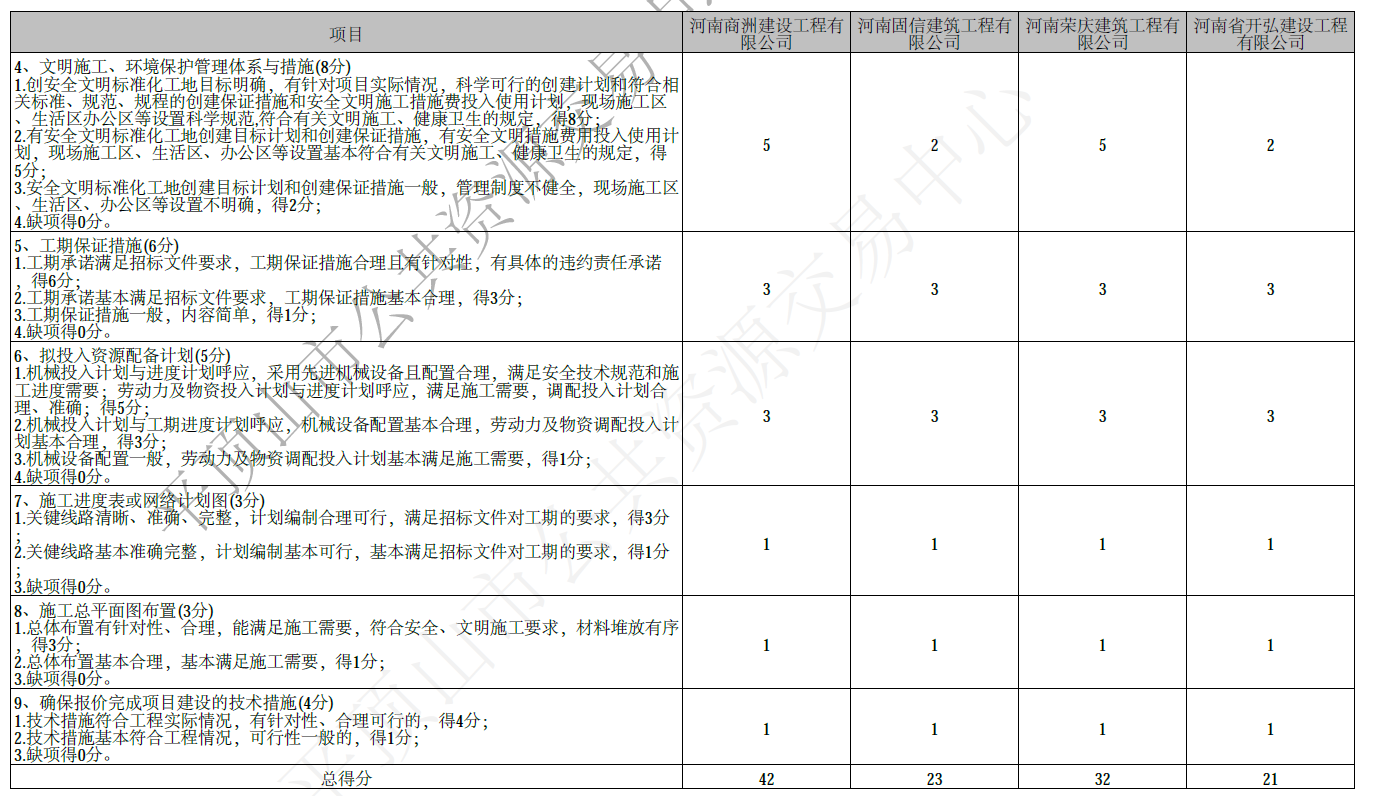 项目
河南商洲建设工程有
限公司
河南固信建筑工程有
限公司
河南荣庆建筑工程有
限公司
河南省开弘建设工程
有限公司
4、文明施工、环境保护管理体系与措施(8分)
1.创安全文明标准化工地目标明确，有针对项目实际情况，科学可行的创建计划和符合相
关标准、规范、规程的创建保证措施和安全文明施工措施费投入使用计划，现场施工区
、生活区办公区等设置科学规范,符合有关文明施工、健康卫生的规定，得8分；
2.有安全文明标准化工地创建目标计划和创建保证措施，有安全文明措施费用投入使用计
划，现场施工区、生活区、办公区等设置基本符合有关文明施工、健康卫生的规定，得
5分；
3.安全文明标准化工地创建目标计划和创建保证措施一般，管理制度不健全，现场施工区
、生活区、办公区等设置不明确，得2分；
4.缺项得0分。
5
2
5
2
5、工期保证措施(6分)
1.工期承诺满足招标文件要求，工期保证措施合理且有针对性，有具体的违约责任承诺
，得6分；
2.工期承诺基本满足招标文件要求，工期保证措施基本合理，得3分；
3.工期保证措施一般，内容简单，得1分；
4.缺项得0分。
3
3
3
3
6、拟投入资源配备计划(5分)
1.机械投入计划与进度计划呼应，采用先进机械设备且配置合理，满足安全技术规范和施
工进度需要；劳动力及物资投入计划与进度计划呼应，满足施工需要，调配投入计划合
理、准确；得5分；
2.机械投入计划与工期进度计划呼应，机械设备配置基本合理，劳动力及物资调配投入计
划基本合理，得3分；
3.机械设备配置一般，劳动力及物资调配投入计划基本满足施工需要，得1分；
4.缺项得0分。
3
3
3
3
7、施工进度表或网络计划图(3分)
1.关键线路清晰、准确、完整，计划编制合理可行，满足招标文件对工期的要求，得3分
；
2.关健线路基本准确完整，计划编制基本可行，基本满足招标文件对工期的要求，得1分
；
3.缺项得0分。
1
1
1
1
8、施工总平面图布置(3分)
1.总体布置有针对性、合理，能满足施工需要，符合安全、文明施工要求，材料堆放有序
，得3分；
2.总体布置基本合理，基本满足施工需要，得1分；
3.缺项得0分。
1
1
1
1
9、确保报价完成项目建设的技术措施(4分)
1.技术措施符合工程实际情况，有针对性、合理可行的，得4分；
2.技术措施基本符合工程情况，可行性一般的，得1分；
3.缺项得0分。
1
1
1
1
总得分
42
23
32
21
平顶山市公共资源交易中心
平顶山市公共资源交易中心